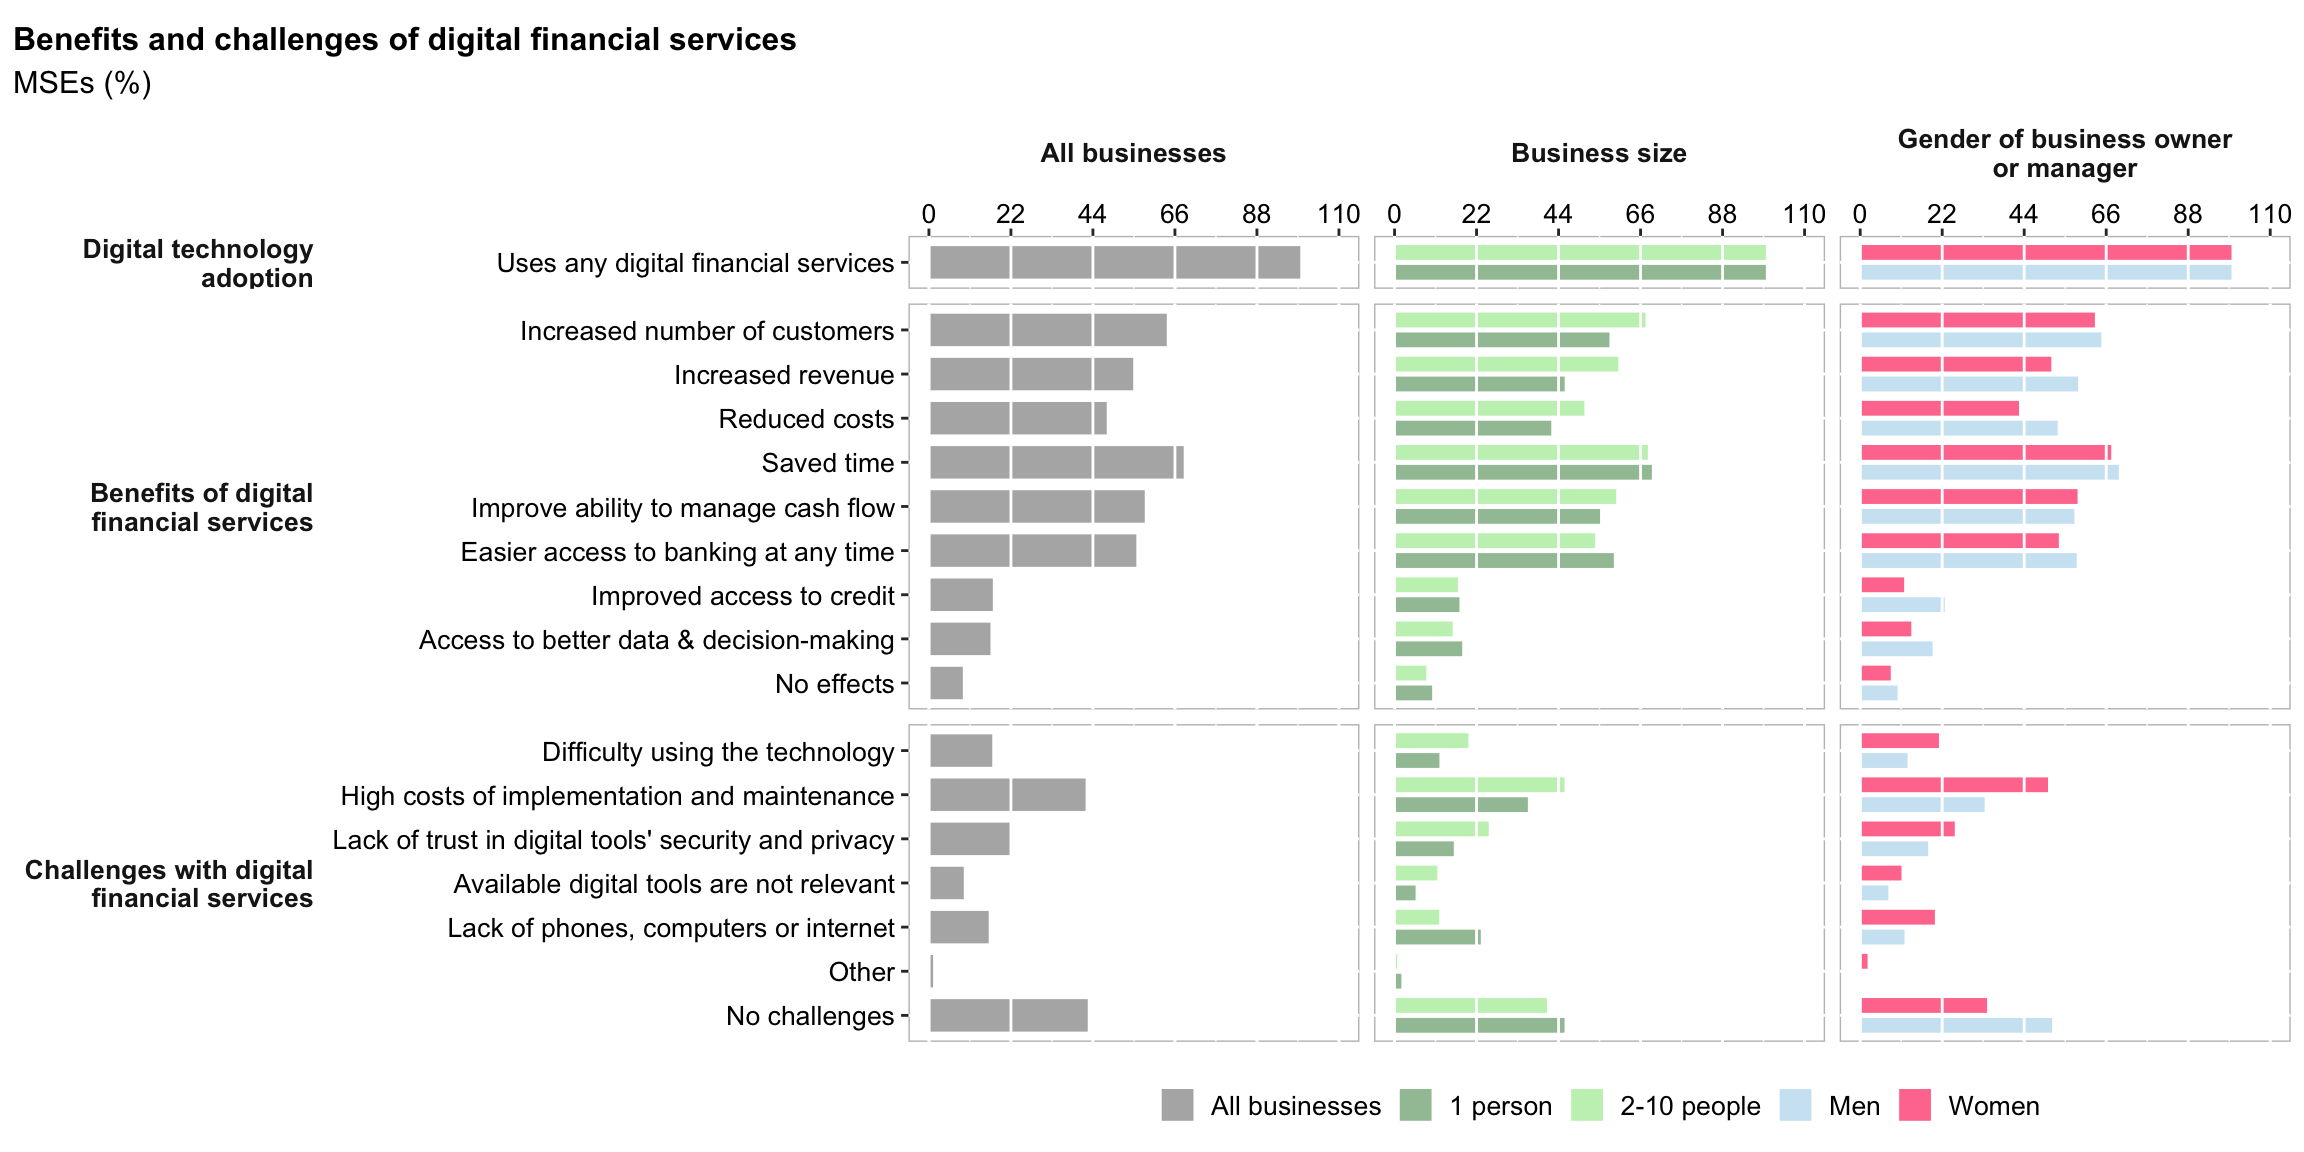 Benefits and challenges of digital financial services
MSEs (%)
All businesses
Business size
Gender of business owner
or manager
0 22 44 66 88 110
0 22 44 66 88 110
0 22 44 66 88 110
Digital technology
adoption
Uses any digital financial services
Benefits of digital
financial services
Increased number of customers
Increased revenue
Reduced costs
Saved time
Improve ability to manage cash flow
Easier access to banking at any time
Improved access to credit
Access to better data & decision-making
No effects
Challenges with digital
financial services
Difficulty using the technology
High costs of implementation and maintenance
Lack of trust in digital tools' security and privacy
Available digital tools are not relevant
Lack of phones, computers or internet
Other
No challenges
All businesses 1 person 2-10 people Men Women